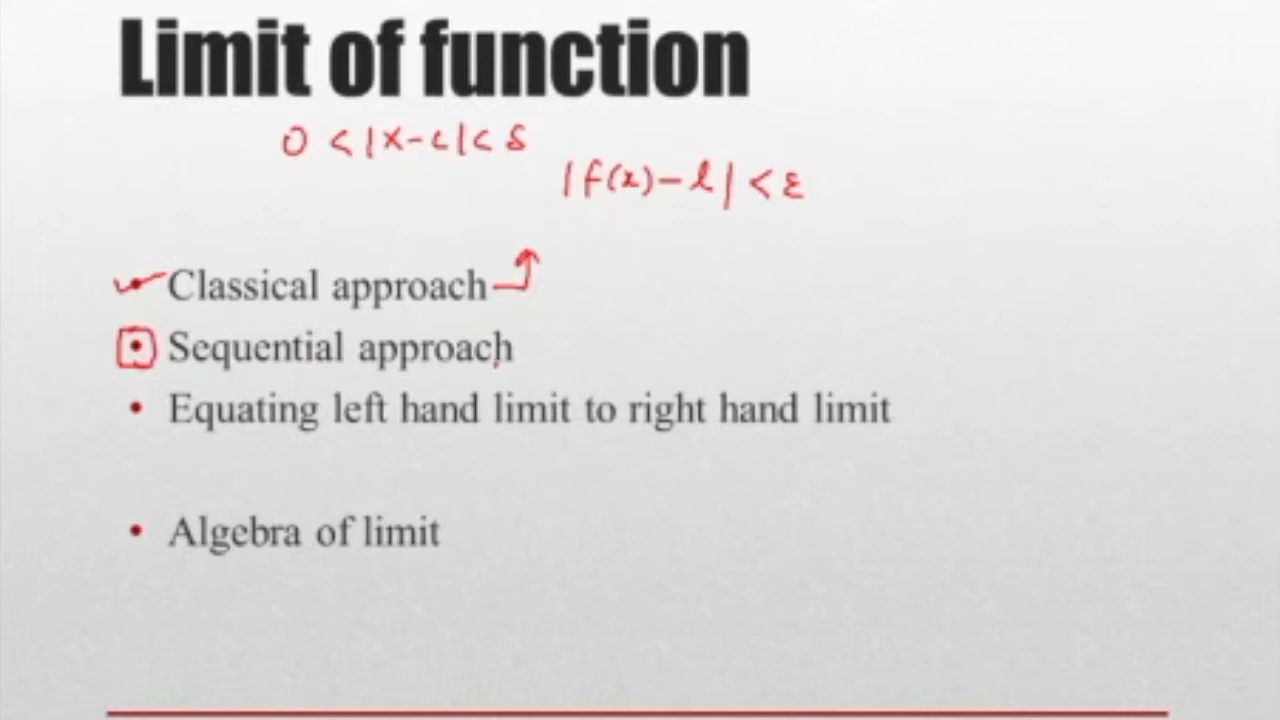 Limit of function
0 < |x - c| < δ
|f(x) - l| < ε
• Classical approach
• Sequential approach
• Equating left hand limit to right hand limit
• Algebra of limit